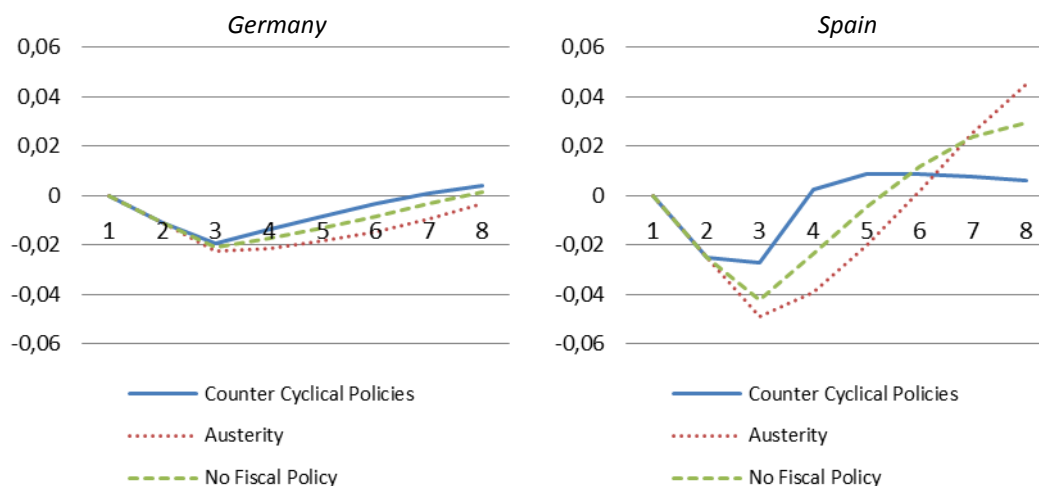 Germany
0,06
0,04
0,02
0
-0,02
-0,04
-0,06
1 2 3 4 5 6 7 8
Counter Cyclical Policies
Austerity
No Fiscal Policy
Spain
0,06
0,04
0,02
0
-0,02
-0,04
-0,06
1 2 3 4 5 6 7 8
Counter Cyclical Policies
Austerity
No Fiscal Policy